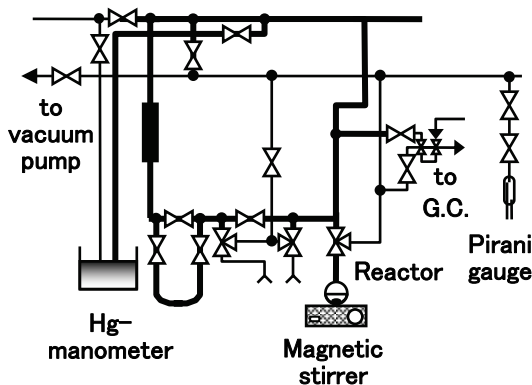 to
vacuum
pump
to
G.C.
Pirani
gauge
Reactor
Hg-
manometer
Magnetic
stirrer